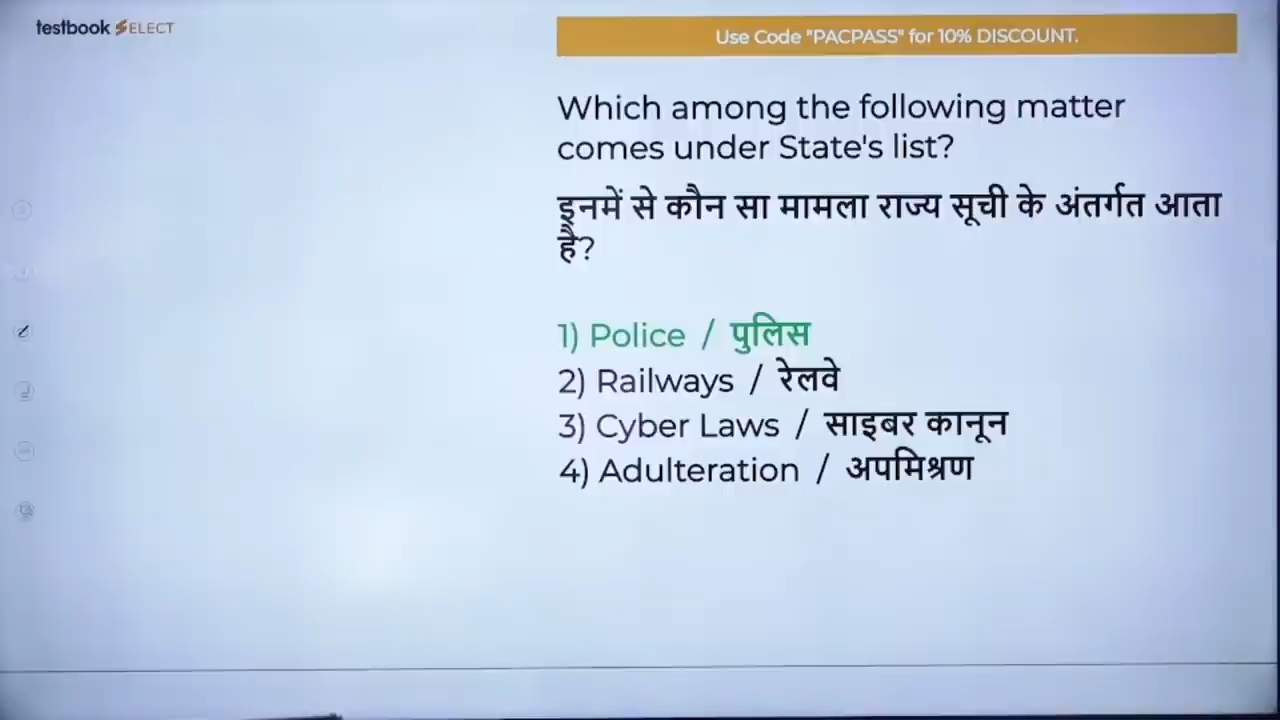 testbook SELECT
Use Code "PACPASS" for 10% DISCOUNT.
Which among the following matter
comes under State's list?
इनमें से कौन सा मामला राज्य सूची के अंतर्गत आता
है?
1) Police / पुलिस
2) Railways / रेलवे
3) Cyber Laws / साइबर कानून
4) Adulteration / अपमिश्रण